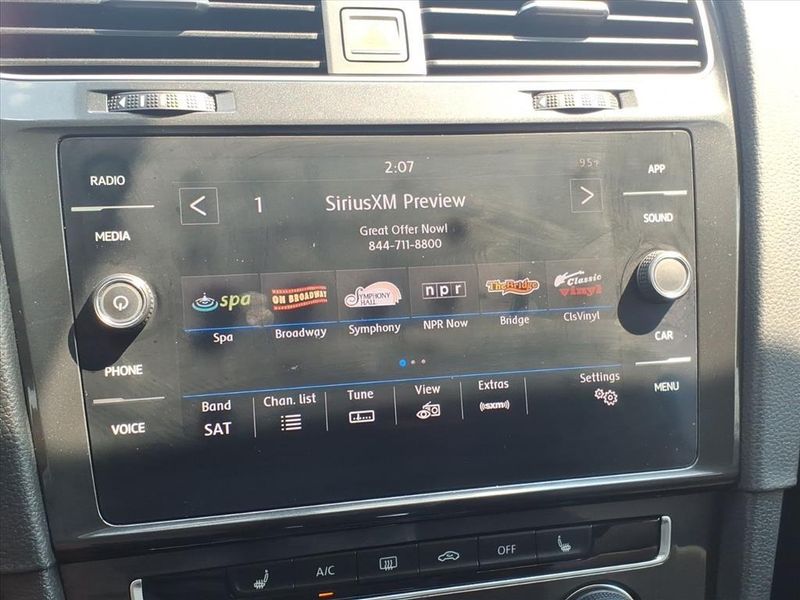 2:07
95+
RADIO
APP
1 SiriusXM Preview
SOUND
MEDIA
Great Offer Now!
844-711-8800
spa
ON BROADWAY
SYMPHONY HALL
npr
The Bridge
Classic vinyl
Spa
Broadway
Symphony
NPR Now
Bridge
ClsVinyl
CAR
PHONE
MENU
VOICE
Band
Chan. list
Tune
View
Extras
Settings
SAT
((sxm))
A/C
OFF